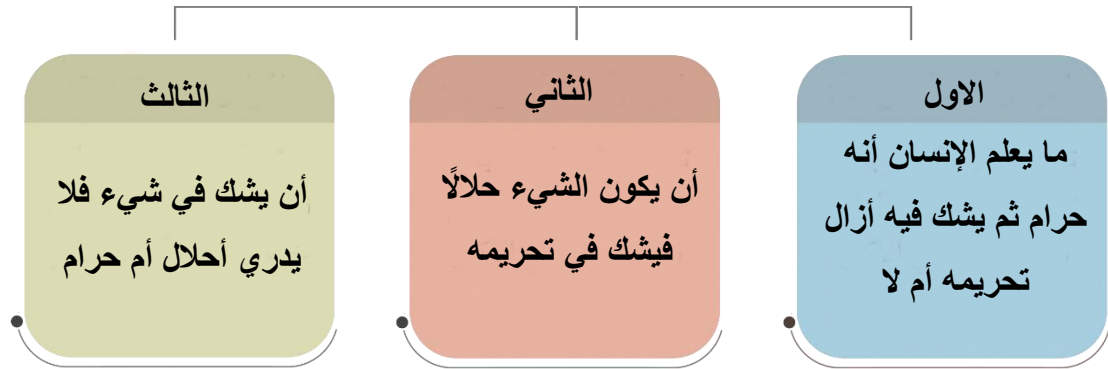 الاول
ما يعلم الإنسان أنه
حرام ثم يشك فيه أزال
تحريمه أم لا
الثاني
أن يكون الشيء حلالًا
فيشك في تحريمه
الثالث
أن يشك في شيء فلا
يدري أحلال أم حرام